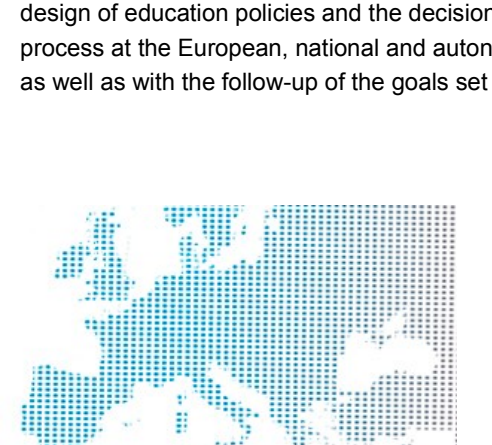 design of education policies and the decision
process at the European, national and auton
as well as with the follow-up of the goals set